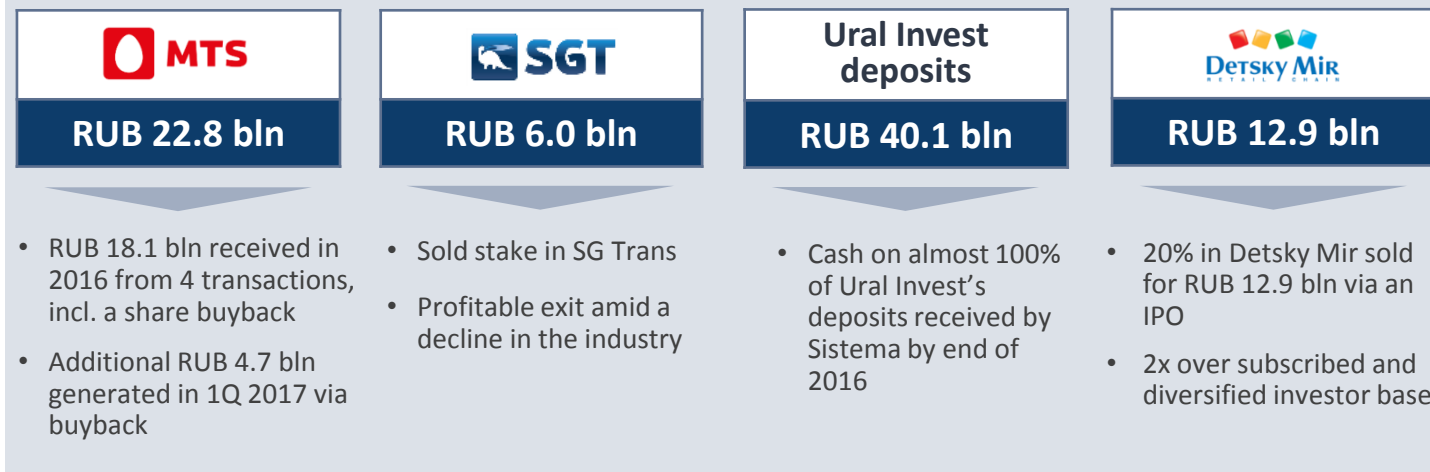 MTS
RUB 22.8 bln
• RUB 18.1 bln received in
2016 from 4 transactions,
incl. a share buyback
• Additional RUB 4.7 bln
generated in 1Q 2017 via
buyback
SGT
RUB 6.0 bln
• Sold stake in SG Trans
• Profitable exit amid a
decline in the industry
Ural Invest
deposits
RUB 40.1 bln
• Cash on almost 100%
of Ural Invest’s
deposits received by
Sistema by end of
2016
Detsky Mir
RETAIL CHAIN
RUB 12.9 bln
• 20% in Detsky Mir sold
for RUB 12.9 bln via an
IPO
• 2x over subscribed and
diversified investor base